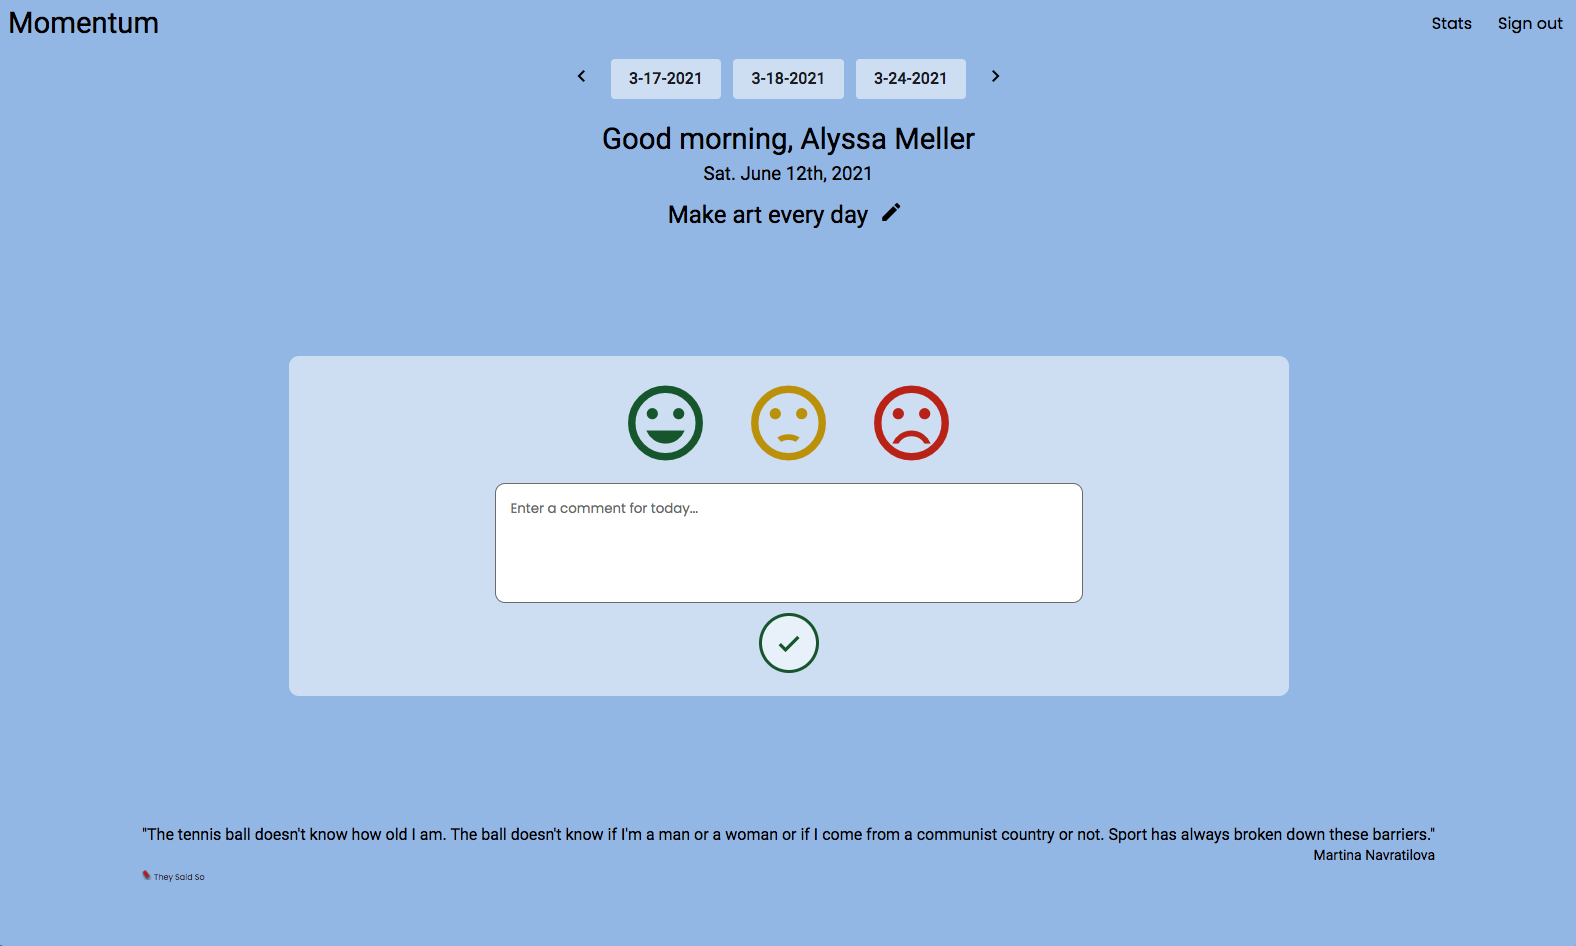 Momentum
Stats
Sign out
3-17-2021
3-18-2021
3-24-2021
Good morning, Alyssa Meller
Sat. June 12th, 2021
Make art every day
Enter a comment for today...
"The tennis ball doesn't know how old I am. The ball doesn't know if I'm a man or a woman or if I come from a communist country or not. Sport has always broken down these barriers."
Martina Navratilova
They Said So